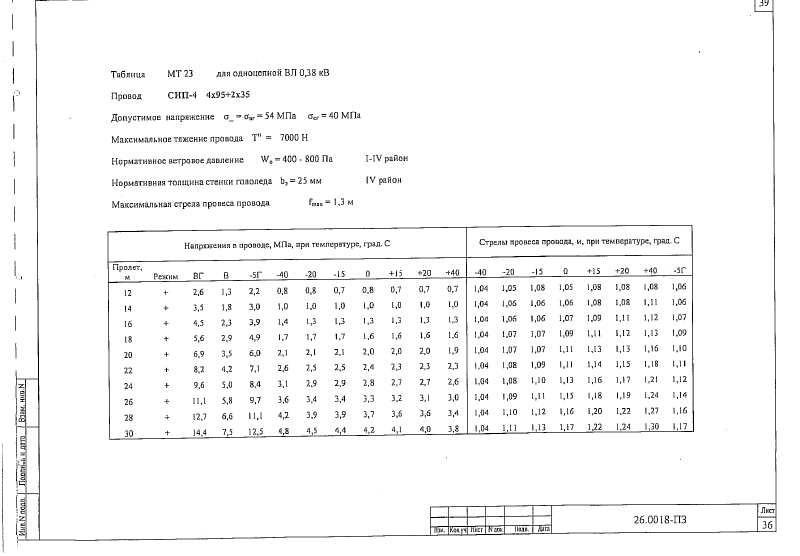 39
Таблица МТ 23 для одноцепной ВЛ 0,38 кВ
Провод СИП-4 4х95+2х35
Допустимое напряжение σ_ = σвг = 54 МПа σсг = 40 МПа
Максимальное тяжение провода Tн = 7000 Н
Нормативное ветровое давление W₀ = 400 - 800 Па I-IV район
Нормативная толщина стенки гололеда bэ = 25 мм IV район
Максимальная стрела провеса провода fmax = 1,3 м
Напряжения в проводе, МПа, при температуре, град. С Стрелы провеса провода, м, при температуре, град. С
Пролет, м Режим ВГ В -5Г -40 -20 -15 0 +15 +20 +40 -40 -20 -15 0 +15 +20 +40 -5Г
12 + 2,6 1,3 2,2 0,8 0,8 0,7 0,8 0,7 0,7 0,7 1,04 1,05 1,08 1,05 1,08 1,08 1,08 1,06
14 + 3,5 1,8 3,0 1,0 1,0 1,0 1,0 1,0 1,0 1,0 1,04 1,06 1,06 1,06 1,08 1,08 1,11 1,06
16 + 4,5 2,3 3,9 1,4 1,3 1,3 1,3 1,3 1,3 1,3 1,04 1,06 1,06 1,07 1,09 1,11 1,12 1,07
18 + 5,6 2,9 4,9 1,7 1,7 1,7 1,6 1,6 1,6 1,6 1,04 1,07 1,07 1,09 1,11 1,12 1,13 1,09
20 + 6,9 3,5 6,0 2,1 2,1 2,1 2,0 2,0 2,0 1,9 1,04 1,07 1,07 1,11 1,13 1,13 1,16 1,10
22 + 8,2 4,2 7,1 2,6 2,5 2,5 2,4 2,3 2,3 2,3 1,04 1,08 1,09 1,11 1,14 1,15 1,18 1,11
24 + 9,6 5,0 8,4 3,1 2,9 2,9 2,8 2,7 2,7 2,6 1,04 1,08 1,10 1,13 1,16 1,17 1,21 1,12
26 + 11,1 5,8 9,7 3,6 3,4 3,4 3,3 3,2 3,1 3,0 1,04 1,09 1,11 1,15 1,18 1,19 1,24 1,14
28 + 12,7 6,6 11,1 4,2 3,9 3,9 3,7 3,6 3,6 3,4 1,04 1,10 1,12 1,16 1,20 1,22 1,27 1,16
30 + 14,4 7,5 12,5 4,8 4,5 4,4 4,2 4,1 4,0 3,8 1,04 1,11 1,13 1,17 1,22 1,24 1,30 1,17
Взам. инв.N
Подпись и дата
Инв.N подл.
Изм. Кол.уч Лист N док. Подп. Дата
26.0018-ПЗ
Лист
36